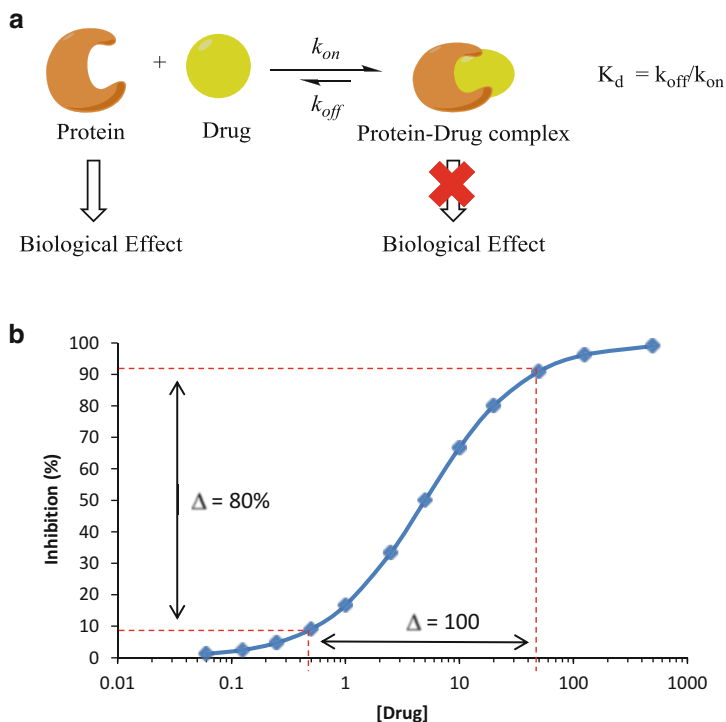 a
+
k_on
k_off
K_d = k_off/k_on
Protein
Drug
Protein-Drug complex
Biological Effect
Biological Effect
b
100
90
80
70
60
50
40
30
20
10
0
Inhibition (%)
Δ = 80%
Δ = 100
0.01
0.1
1
10
100
1000
[Drug]